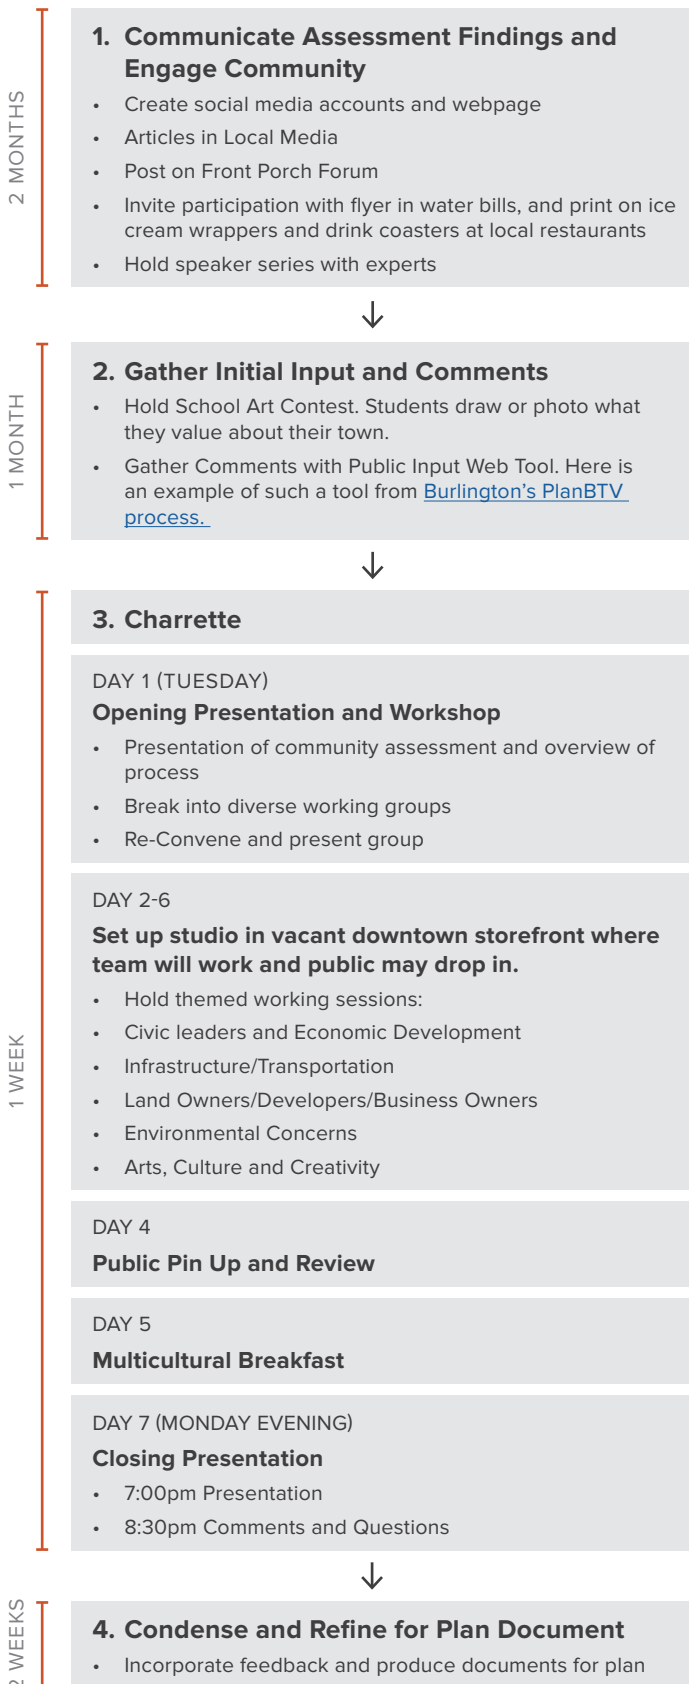 2 MONTHS
1. Communicate Assessment Findings and
Engage Community
• Create social media accounts and webpage
• Articles in Local Media
• Post on Front Porch Forum
• Invite participation with flyer in water bills, and print on ice
cream wrappers and drink coasters at local restaurants
• Hold speaker series with experts
↓
1 MONTH
2. Gather Initial Input and Comments
• Hold School Art Contest. Students draw or photo what
they value about their town.
• Gather Comments with Public Input Web Tool. Here is
an example of such a tool from Burlington's PlanBTV
process.
↓
1 WEEK
3. Charrette
DAY 1 (TUESDAY)
Opening Presentation and Workshop
• Presentation of community assessment and overview of
process
• Break into diverse working groups
• Re-Convene and present group
DAY 2-6
Set up studio in vacant downtown storefront where
team will work and public may drop in.
• Hold themed working sessions:
• Civic leaders and Economic Development
• Infrastructure/Transportation
• Land Owners/Developers/Business Owners
• Environmental Concerns
• Arts, Culture and Creativity
DAY 4
Public Pin Up and Review
DAY 5
Multicultural Breakfast
DAY 7 (MONDAY EVENING)
Closing Presentation
• 7:00pm Presentation
• 8:30pm Comments and Questions
↓
2 WEEKS
4. Condense and Refine for Plan Document
• Incorporate feedback and produce documents for plan